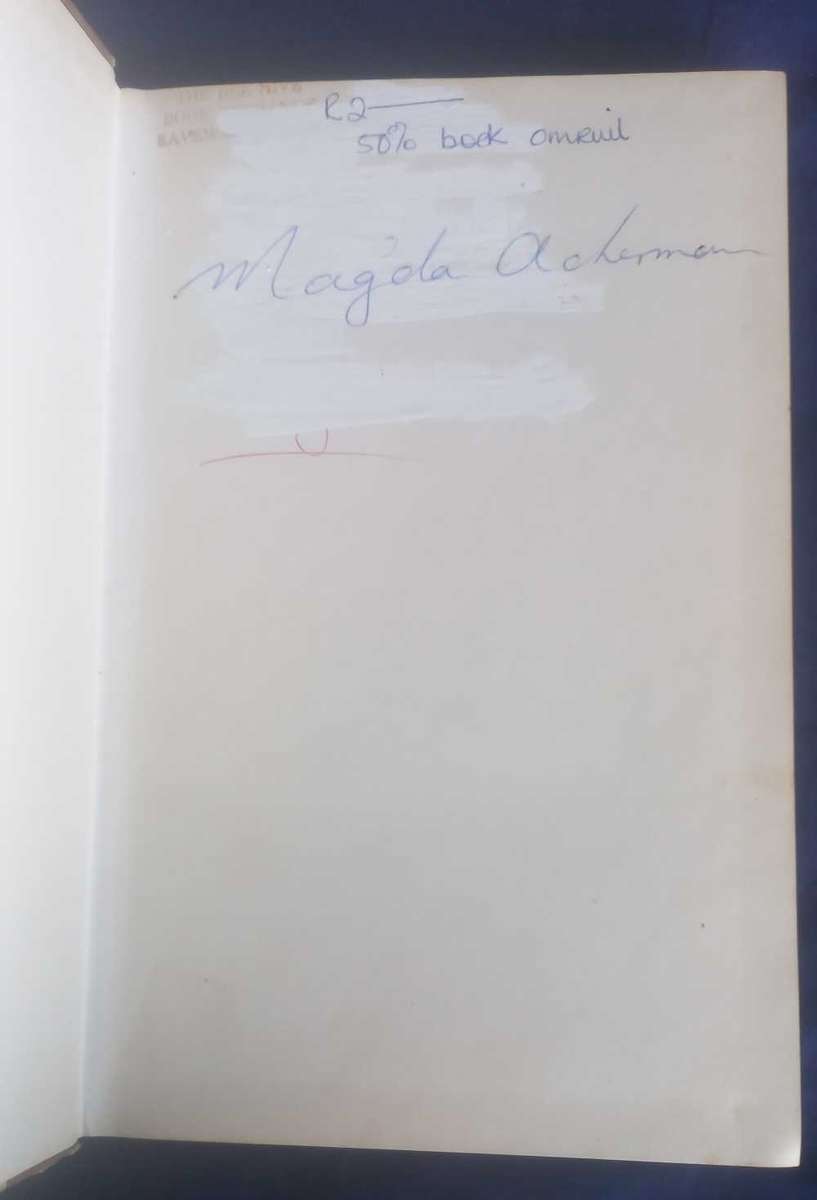 R2
50% boek omruil
Magda Ackerman